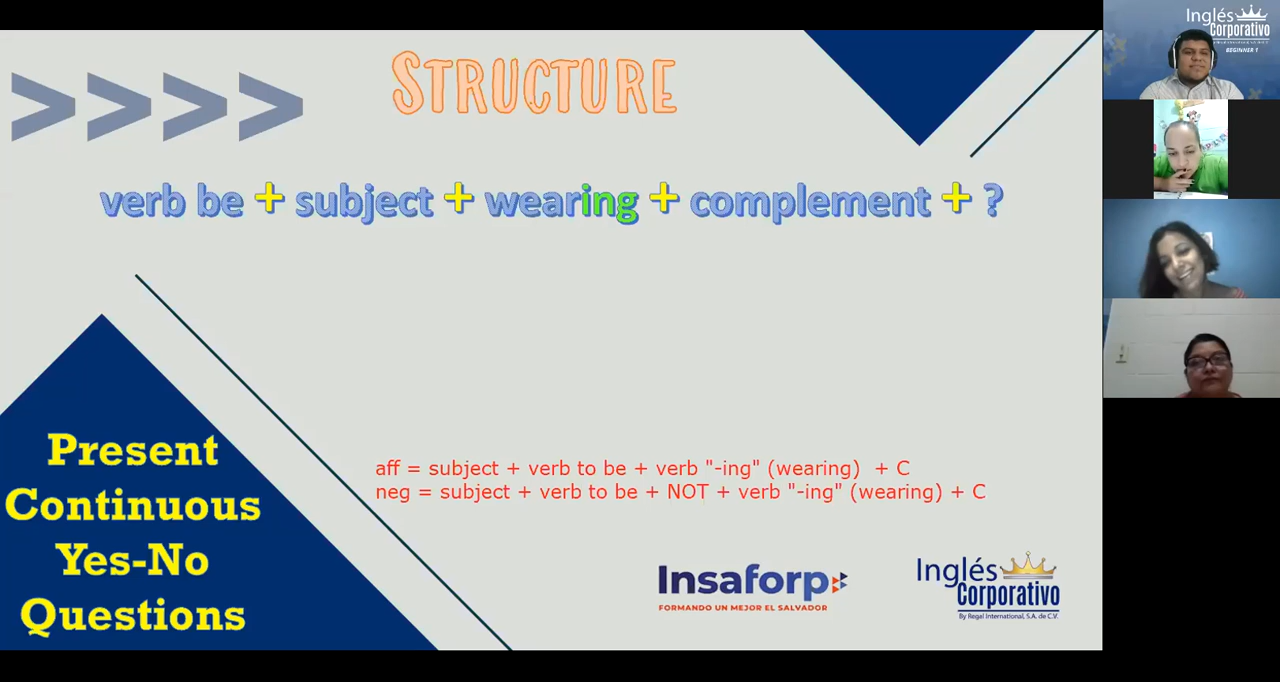 STRUCTURE
verb be + subject + wearing + complement + ?
aff = subject + verb to be + verb "-ing" (wearing) + C
neg = subject + verb to be + NOT + verb "-ing" (wearing) + C
Present
Continuous
Yes-No
Questions
Insaforp
FORMANDO UN MEJOR EL SALVADOR
Inglés
Corporativo
By Regal International, S.A. de C.V.
Inglés
Corporativo
BEGINNER 1